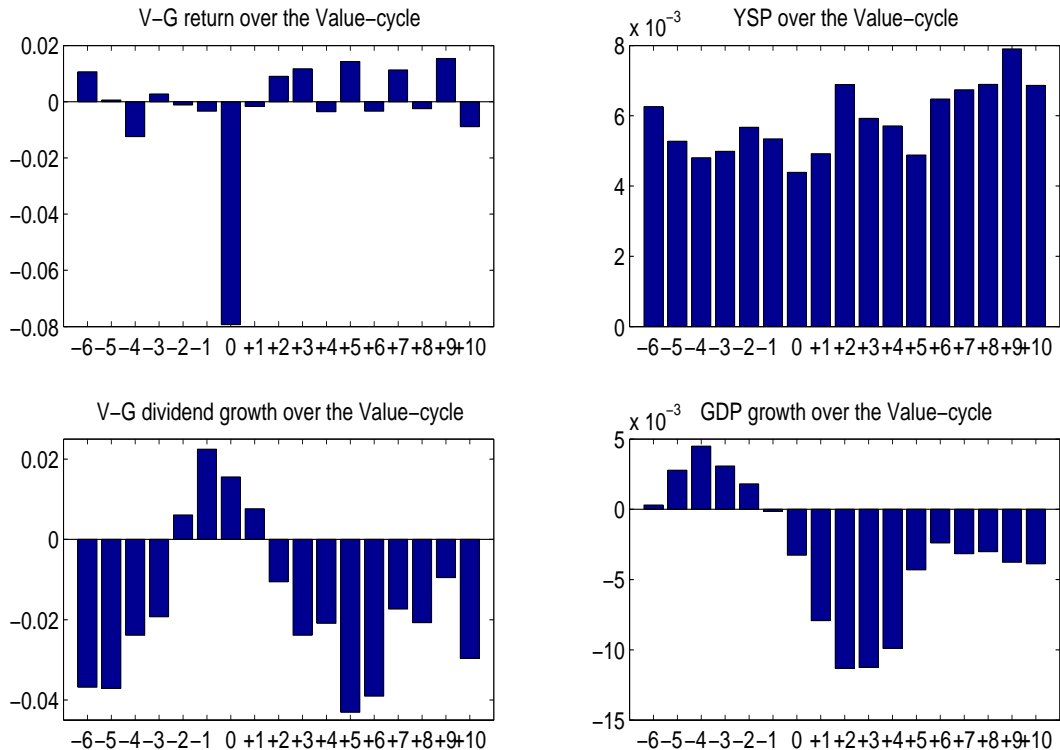 V−G return over the Value−cycle
0.02
0
−0.02
−0.04
−0.06
−0.08
−6 −5 −4 −3 −2 −1 0 +1 +2 +3 +4 +5 +6 +7 +8 +9 +10
YSP over the Value−cycle
x 10−3
8
6
4
2
0
−6 −5 −4 −3 −2 −1 0 +1 +2 +3 +4 +5 +6 +7 +8 +9 +10
V−G dividend growth over the Value−cycle
0.02
0
−0.02
−0.04
−6 −5 −4 −3 −2 −1 0 +1 +2 +3 +4 +5 +6 +7 +8 +9 +10
GDP growth over the Value−cycle
x 10−3
5
0
−5
−10
−15
−6 −5 −4 −3 −2 −1 0 +1 +2 +3 +4 +5 +6 +7 +8 +9 +10